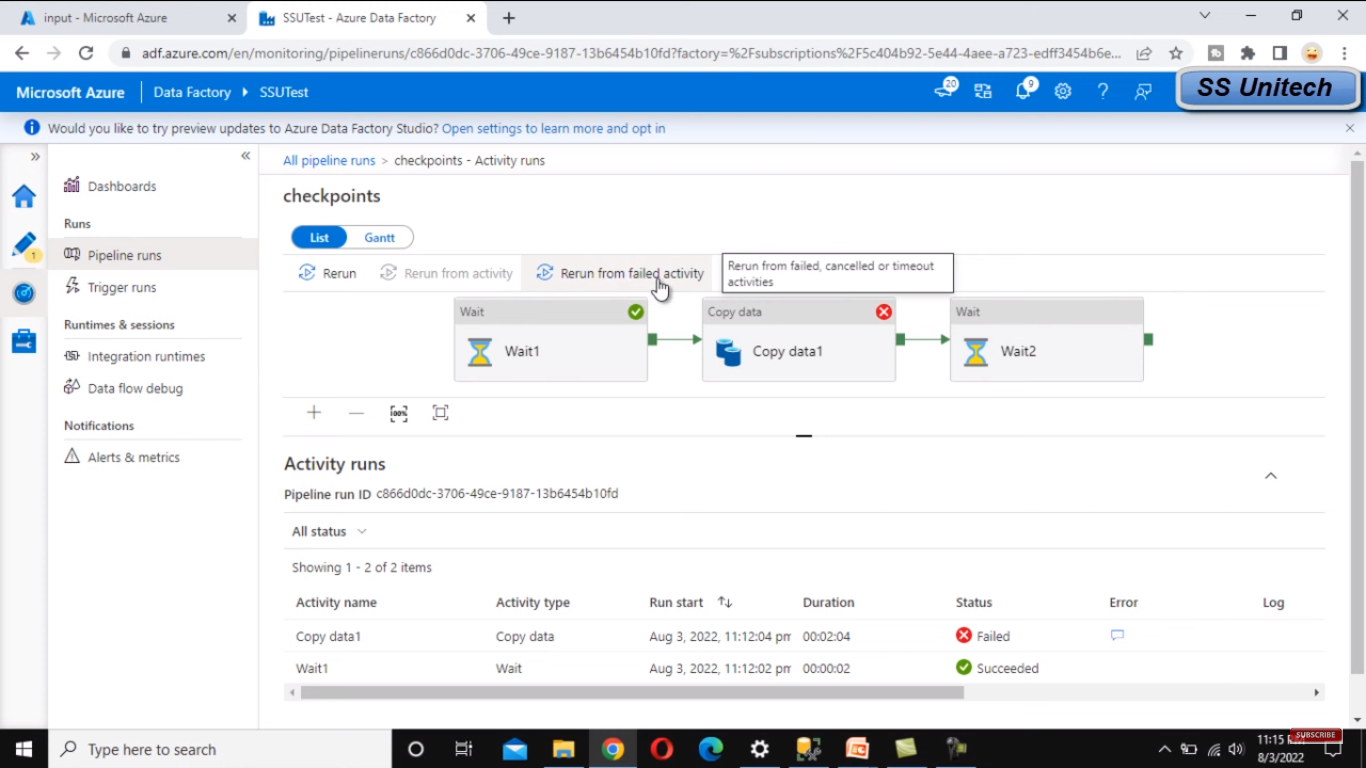 input - Microsoft Azure
SSUTest - Azure Data Factory
adf.azure.com/en/monitoring/pipelineruns/c866d0dc-3706-49ce-9187-13b6454b10fd?factory=%2Fsubscriptions%2F5c404b92-5e44-4aee-a723-edff3454b6e...
Microsoft Azure
Data Factory
SSUTest
20
9
SS Unitech
Would you like to try preview updates to Azure Data Factory Studio? Open settings to learn more and opt in
All pipeline runs > checkpoints - Activity runs
Dashboards
Runs
Pipeline runs
1
Trigger runs
Runtimes & sessions
Integration runtimes
Data flow debug
Notifications
Alerts & metrics
checkpoints
List
Gantt
Rerun
Rerun from activity
Rerun from failed activity
Rerun from failed, cancelled or timeout
activities
Wait
Wait1
Copy data
Copy data1
Wait
Wait2
100%
Activity runs
Pipeline run ID c866d0dc-3706-49ce-9187-13b6454b10fd
All status
Showing 1 - 2 of 2 items
Activity name Activity type Run start Duration Status Error Log
Copy data1 Copy data Aug 3, 2022, 11:12:04 pm 00:02:04 Failed
Wait1 Wait Aug 3, 2022, 11:12:02 pm 00:00:02 Succeeded
Type here to search
11:15
SUBSCRIBE
8/3/2022